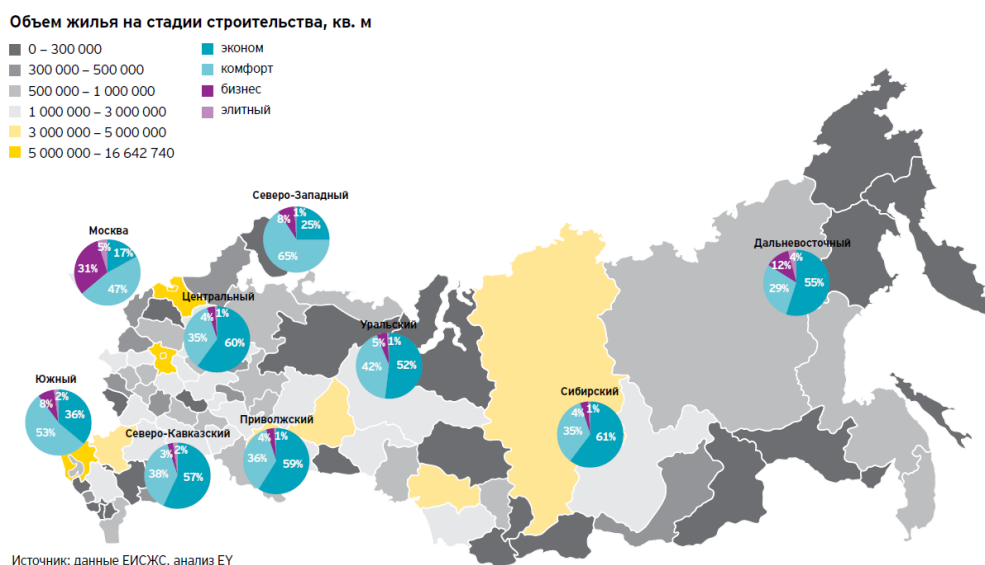 Объем жилья на стадии строительства, кв. м
0 – 300 000
300 000 – 500 000
500 000 – 1 000 000
1 000 000 – 3 000 000
3 000 000 – 5 000 000
5 000 000 – 16 642 740
эконом
комфорт
бизнес
элитный
Северо-Западный
8% 1% 25%
65%
Москва
5% 17%
31%
47%
Дальневосточный
4%
12% 55%
29%
Центральный
4% 1%
35% 60%
Уральский
5% 1%
42% 52%
Южный
8% 2% 36%
53%
Сибирский
4% 1%
35% 61%
Приволжский
4% 1%
36% 59%
Северо-Кавказский
3% 2%
38% 57%
Источник: данные ЕИСЖС, анализ EY